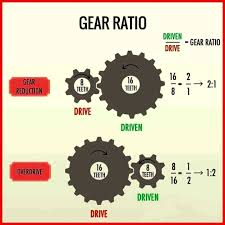 GEAR RATIO
DRIVEN
DRIVE
= GEAR RATIO
GEAR
REDUCTION
8
TEETH
16
TEETH
16
8
= 2
1
→ 2:1
DRIVE
DRIVEN
OVERDRIVE
16
TEETH
8
TEETH
8
16
= 1
2
→ 1:2
DRIVE
DRIVEN